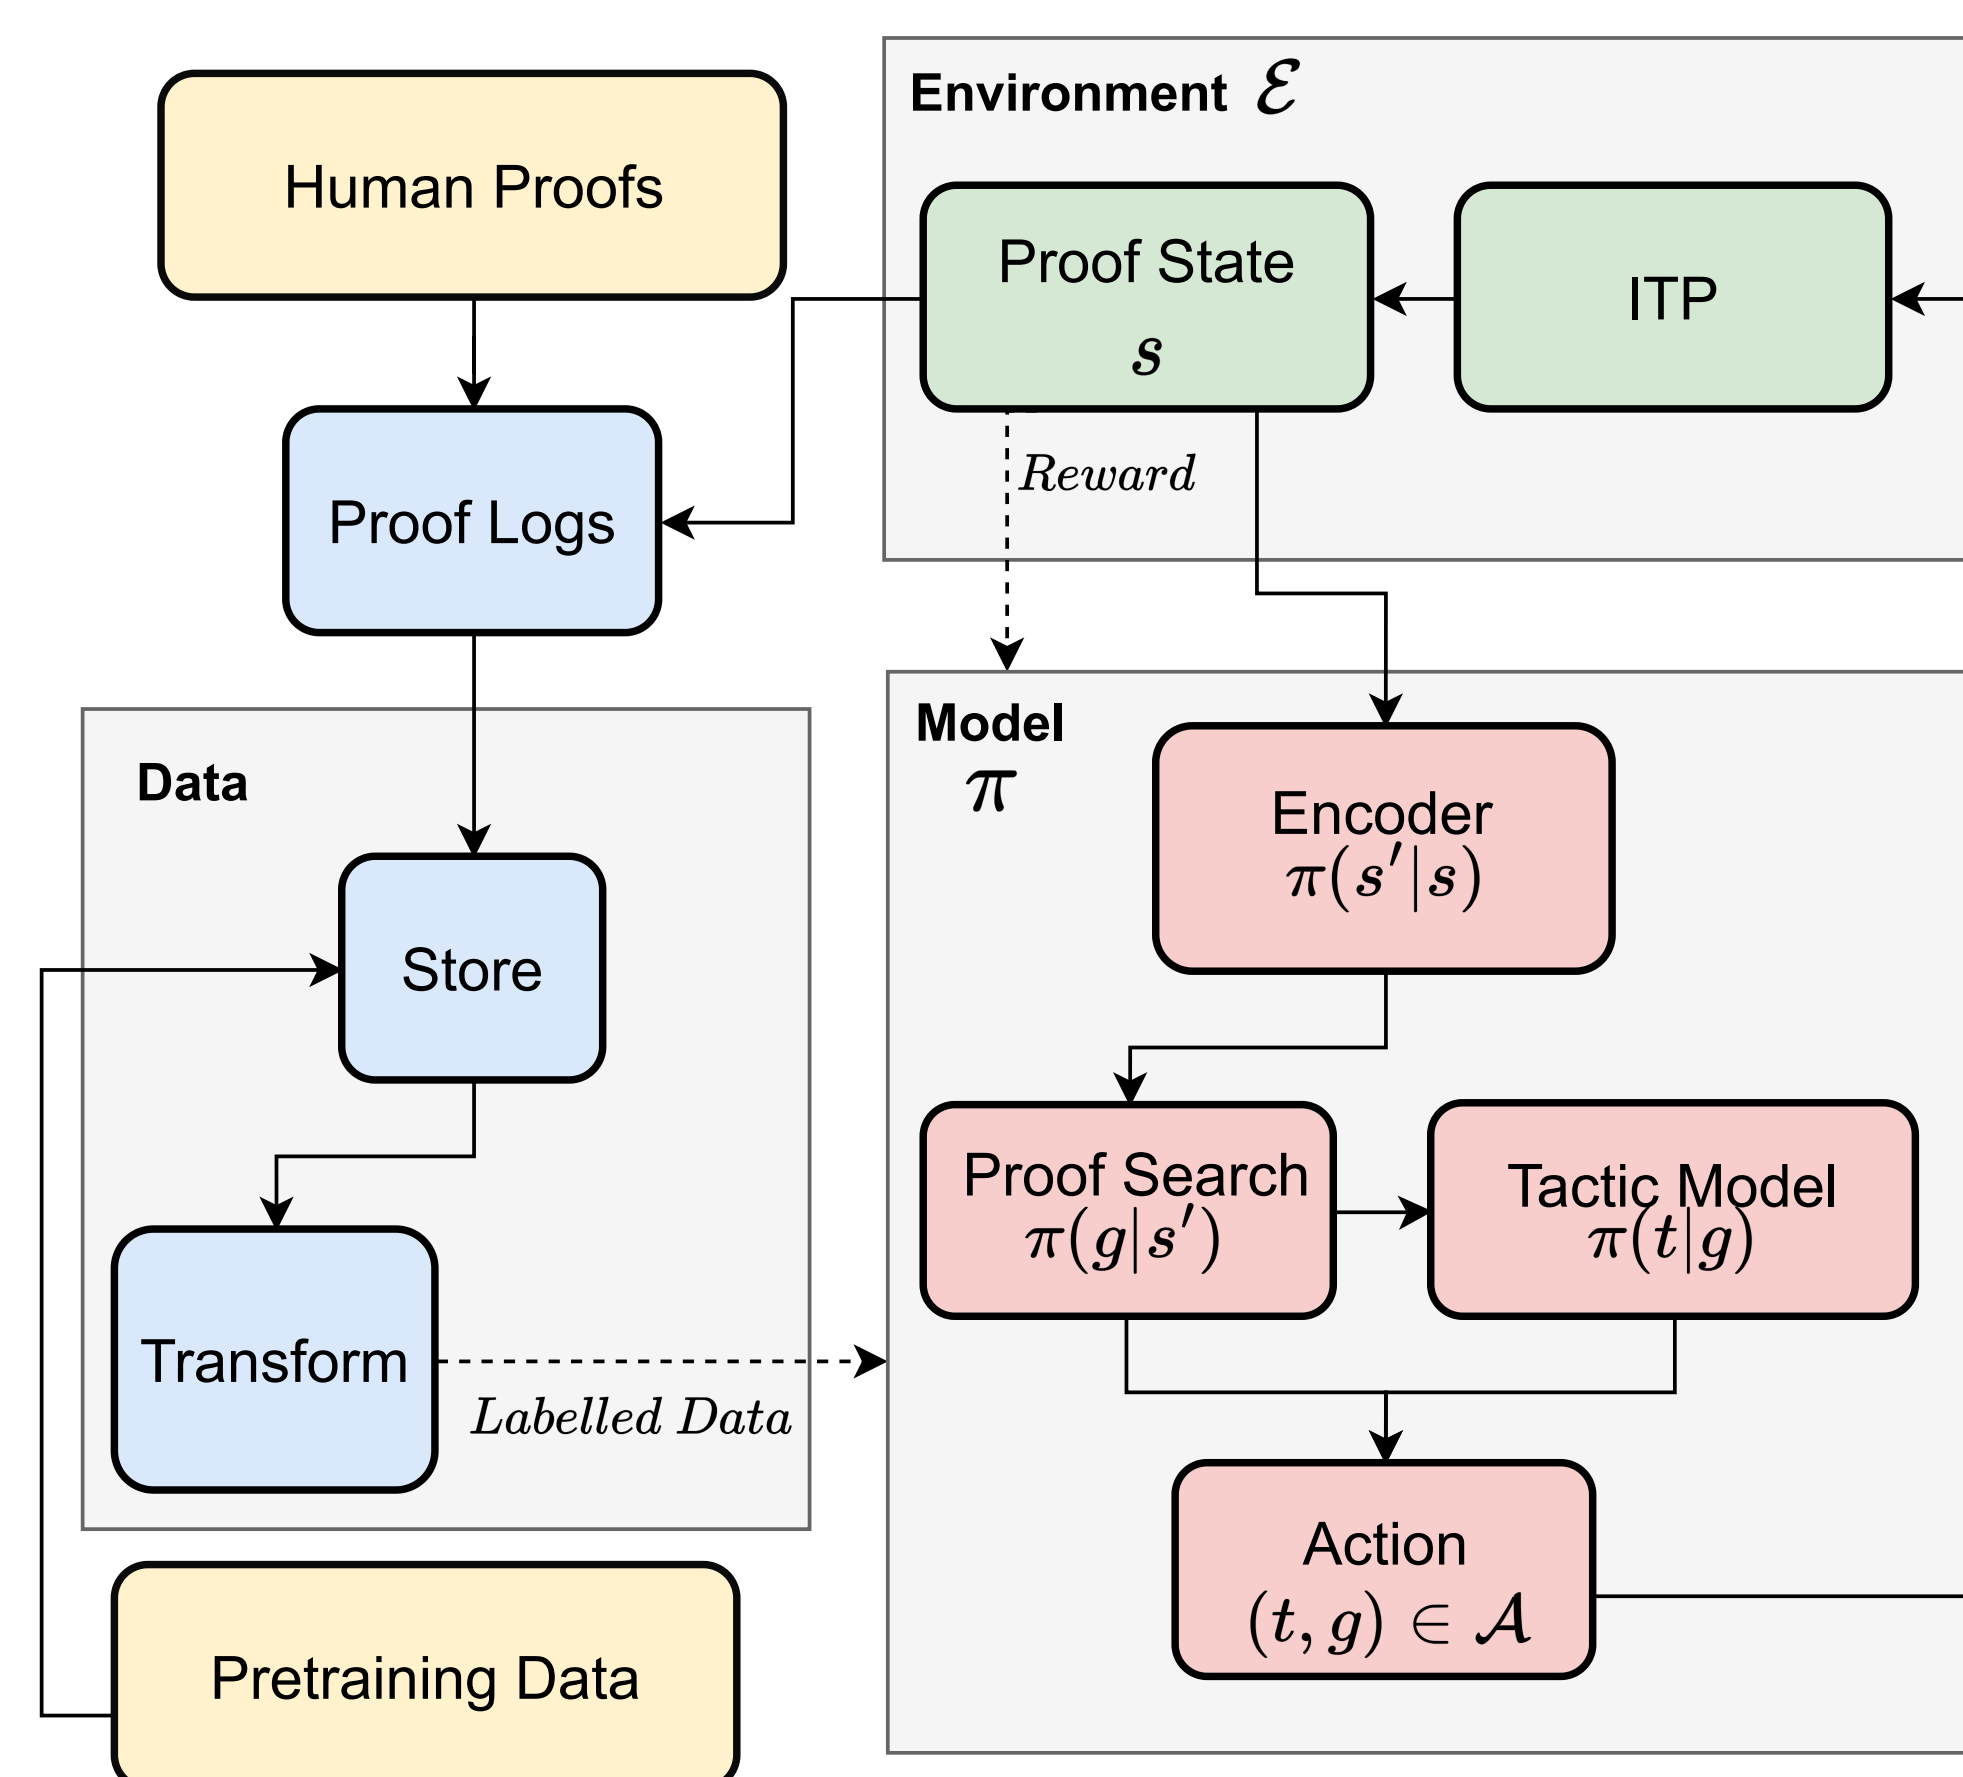 Human Proofs
Environment ℰ
Proof State
s
ITP
Reward
Proof Logs
Data
Store
Transform
Labelled Data
Pretraining Data
Model
π
Encoder
π(s′|s)
Proof Search
π(g|s′)
Tactic Model
π(t|g)
Action
(t, g) ∈ 𝒜